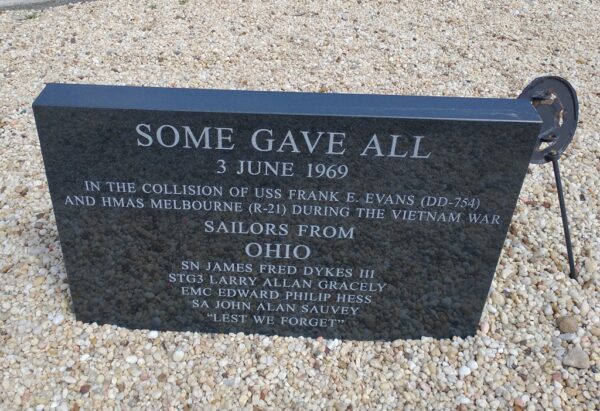 SOME GAVE ALL
3 JUNE 1969
IN THE COLLISION OF USS FRANK E. EVANS (DD-754)
AND HMAS MELBOURNE (R-21) DURING THE VIETNAM WAR
SAILORS FROM
OHIO
SN JAMES FRED DYKES III
STG3 LARRY ALLAN GRACELY
EMC EDWARD PHILIP HESS
SA JOHN ALAN SAUVEY
"LEST WE FORGET"